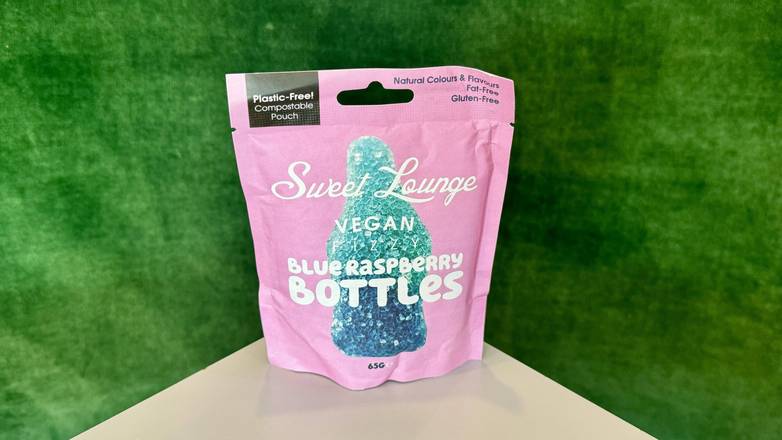 Plastic-Free!
Compostable
Pouch
Natural Colours & Flavours
Fat-Free
Gluten-Free
Sweet Lounge
VEGAN
FIZZY
BLUE RASPBERRY
BOTTLES
65G